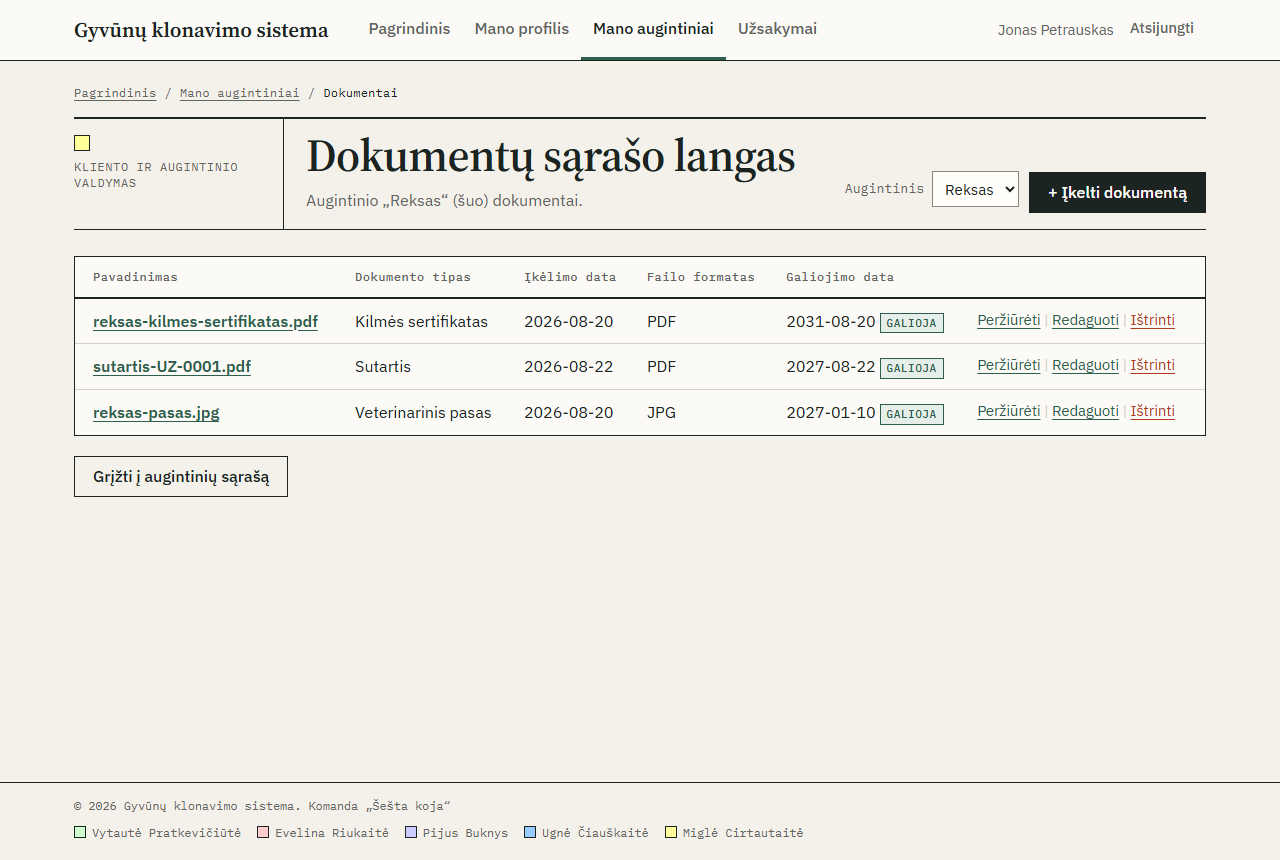 Gyvūnų klonavimo sistema Pagrindinis Mano profilis Mano augintiniai Užsakymai Jonas Petrauskas Atsijungti
Pagrindinis / Mano augintiniai / Dokumentai
KLIENTO IR AUGINTINIO
VALDYMAS
Dokumentų sąrašo langas
Augintinio „Reksas“ (šuo) dokumentai.
Augintinis Reksas + Įkelti dokumentą
Pavadinimas Dokumento tipas Įkėlimo data Failo formatas Galiojimo data
reksas-kilmes-sertifikatas.pdf Kilmės sertifikatas 2026-08-20 PDF 2031-08-20 GALIOJA Peržiūrėti | Redaguoti | Ištrinti
sutartis-UZ-0001.pdf Sutartis 2026-08-22 PDF 2027-08-22 GALIOJA Peržiūrėti | Redaguoti | Ištrinti
reksas-pasas.jpg Veterinarinis pasas 2026-08-20 JPG 2027-01-10 GALIOJA Peržiūrėti | Redaguoti | Ištrinti
Grįžti į augintinių sąrašą
© 2026 Gyvūnų klonavimo sistema. Komanda „Šešta koja“
Vytautė Pratkevičiūtė Evelina Riukaitė Pijus Buknys Ugnė Čiauškaitė Miglė Cirtautaitė